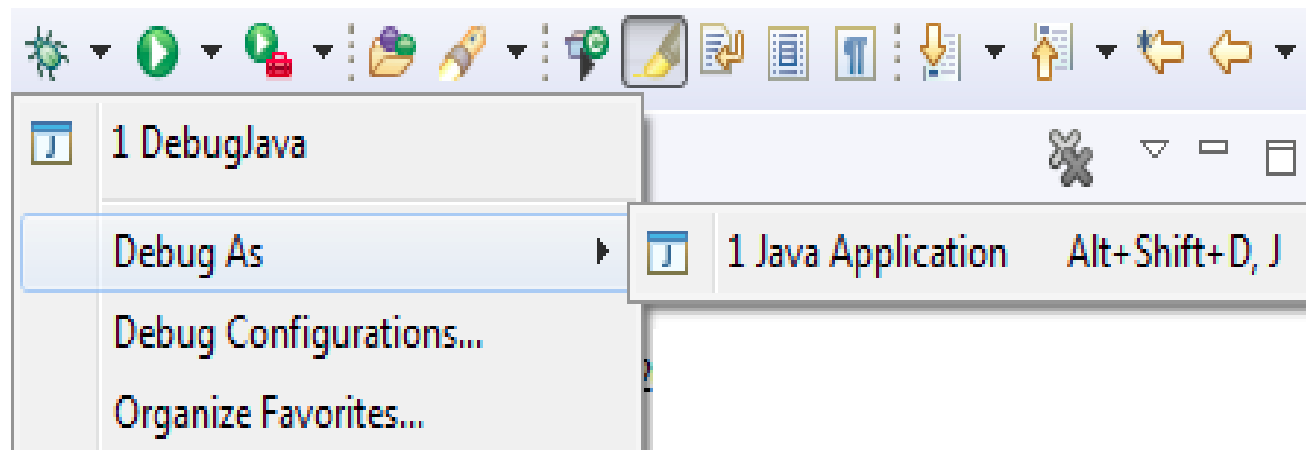 1 DebugJava
Debug As
1 Java Application Alt+Shift+D, J
Debug Configurations...
Organize Favorites...